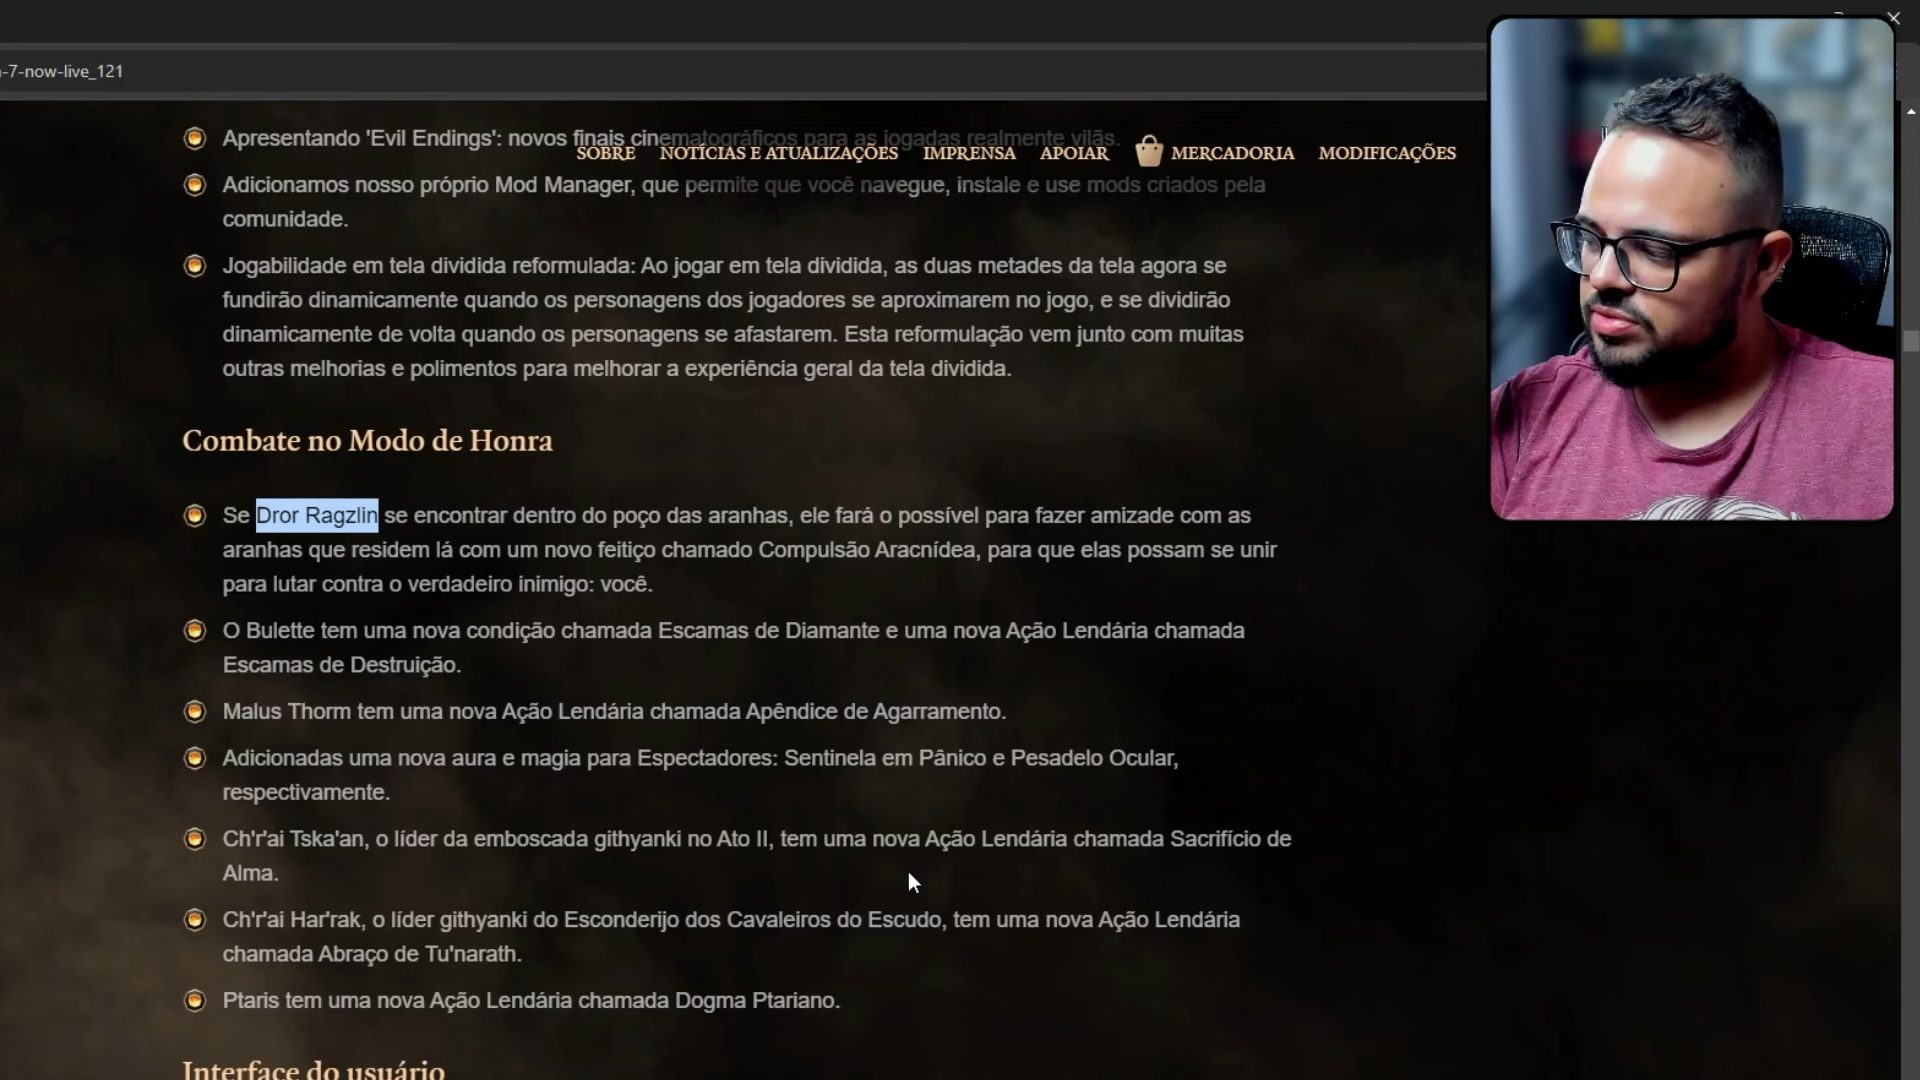 -7-now-live_121
Apresentando 'Evil Endings': novos finais cinematográficos para as jogadas realmente vilãs.
SOBRE NOTÍCIAS E ATUALIZAÇÕES IMPRENSA APOIAR MERCADORIA MODIFICAÇÕES
Adicionamos nosso próprio Mod Manager, que permite que você navegue, instale e use mods criados pela
comunidade.
Jogabilidade em tela dividida reformulada: Ao jogar em tela dividida, as duas metades da tela agora se
fundirão dinamicamente quando os personagens dos jogadores se aproximarem no jogo, e se dividirão
dinamicamente de volta quando os personagens se afastarem. Esta reformulação vem junto com muitas
outras melhorias e polimentos para melhorar a experiência geral da tela dividida.
Combate no Modo de Honra
Se Dror Ragzlin se encontrar dentro do poço das aranhas, ele fará o possível para fazer amizade com as
aranhas que residem lá com um novo feitiço chamado Compulsão Aracnídea, para que elas possam se unir
para lutar contra o verdadeiro inimigo: você.
O Bulette tem uma nova condição chamada Escamas de Diamante e uma nova Ação Lendária chamada
Escamas de Destruição.
Malus Thorm tem uma nova Ação Lendária chamada Apêndice de Agarramento.
Adicionadas uma nova aura e magia para Espectadores: Sentinela em Pânico e Pesadelo Ocular,
respectivamente.
Ch'r'ai Tska'an, o líder da emboscada githyanki no Ato II, tem uma nova Ação Lendária chamada Sacrifício de
Alma.
Ch'r'ai Har'rak, o líder githyanki do Esconderijo dos Cavaleiros do Escudo, tem uma nova Ação Lendária
chamada Abraço de Tu'narath.
Ptaris tem uma nova Ação Lendária chamada Dogma Ptariano.
Interface do usuário